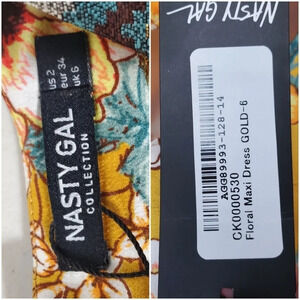 NASTY GAL
COLLECTION
us 2
eur 34
uk 6
NASTY GAL
AGG89993-128-14
CK0000530
Floral Maxi Dress GOLD-6